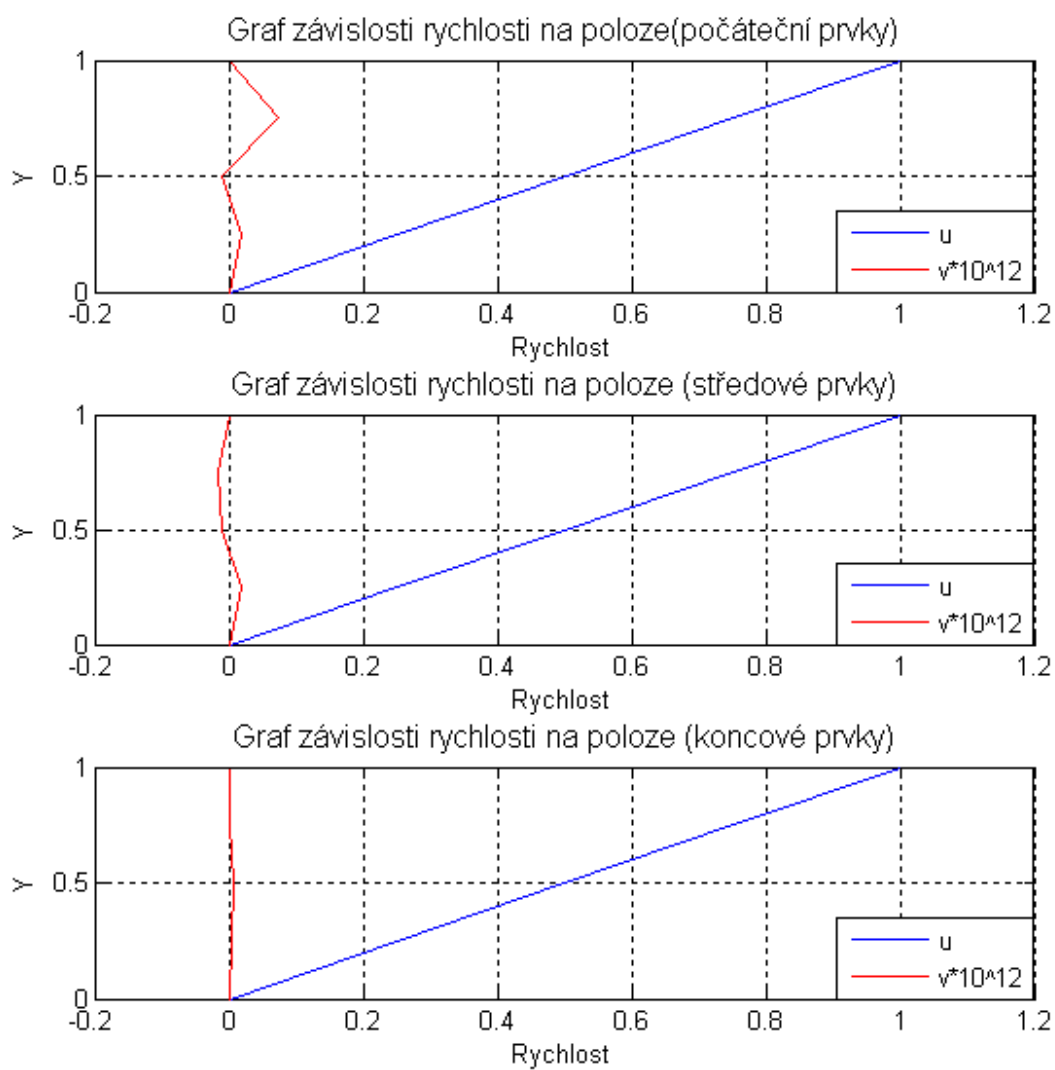 Graf závislosti rychlosti na poloze(počáteční prvky)
1
0.5
0
Y
u
v*10^12
-0.2 0 0.2 0.4 0.6 0.8 1 1.2
Rychlost
Graf závislosti rychlosti na poloze (středové prvky)
1
0.5
0
Y
u
v*10^12
-0.2 0 0.2 0.4 0.6 0.8 1 1.2
Rychlost
Graf závislosti rychlosti na poloze (koncové prvky)
1
0.5
0
Y
u
v*10^12
-0.2 0 0.2 0.4 0.6 0.8 1 1.2
Rychlost